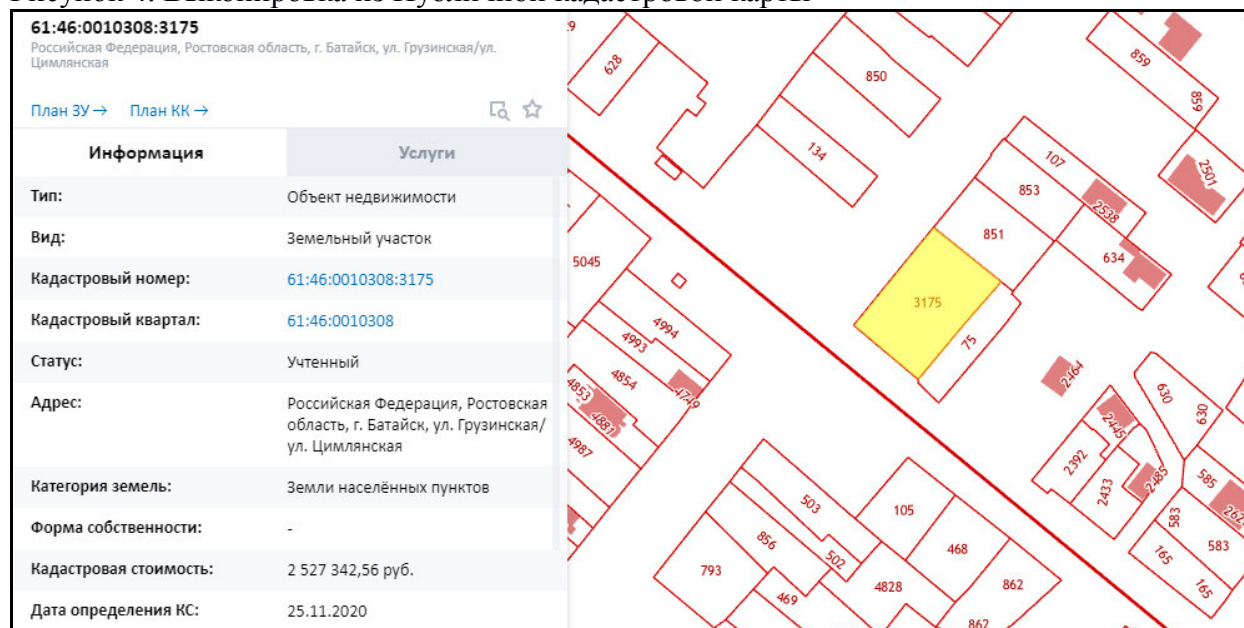 61:46:0010308:3175
Российская Федерация, Ростовская область, г. Батайск, ул. Грузинская/ул.
Цимлянская
План ЗУ → План КК →
Информация Услуги
Тип: Объект недвижимости
Вид: Земельный участок
Кадастровый номер: 61:46:0010308:3175
Кадастровый квартал: 61:46:0010308
Статус: Учтенный
Адрес: Российская Федерация, Ростовская
область, г. Батайск, ул. Грузинская/
ул. Цимлянская
Категория земель: Земли населённых пунктов
Форма собственности: -
Кадастровая стоимость: 2 527 342,56 руб.
Дата определения КС: 25.11.2020
628
850
859
859
134
107
2501
853
2538
851
634
5045
3175
4994
4993
75
4854
4749
2464
4853
4881
630
630
2445
4987
2392
2433
2485
585
503
105
583
583
856
502
468
165
165
793
4828
862
469
862